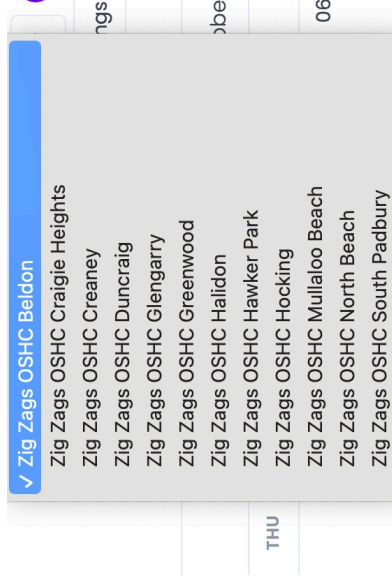 ngs
obe
06
✓ Zig Zags OSHC Beldon
Zig Zags OSHC Craigie Heights
Zig Zags OSHC Creaney
Zig Zags OSHC Duncraig
Zig Zags OSHC Glengarry
Zig Zags OSHC Greenwood
Zig Zags OSHC Halidon
Zig Zags OSHC Hawker Park
Zig Zags OSHC Hocking
Zig Zags OSHC Mullaloo Beach
Zig Zags OSHC North Beach
Zig Zags OSHC South Padbury
THU